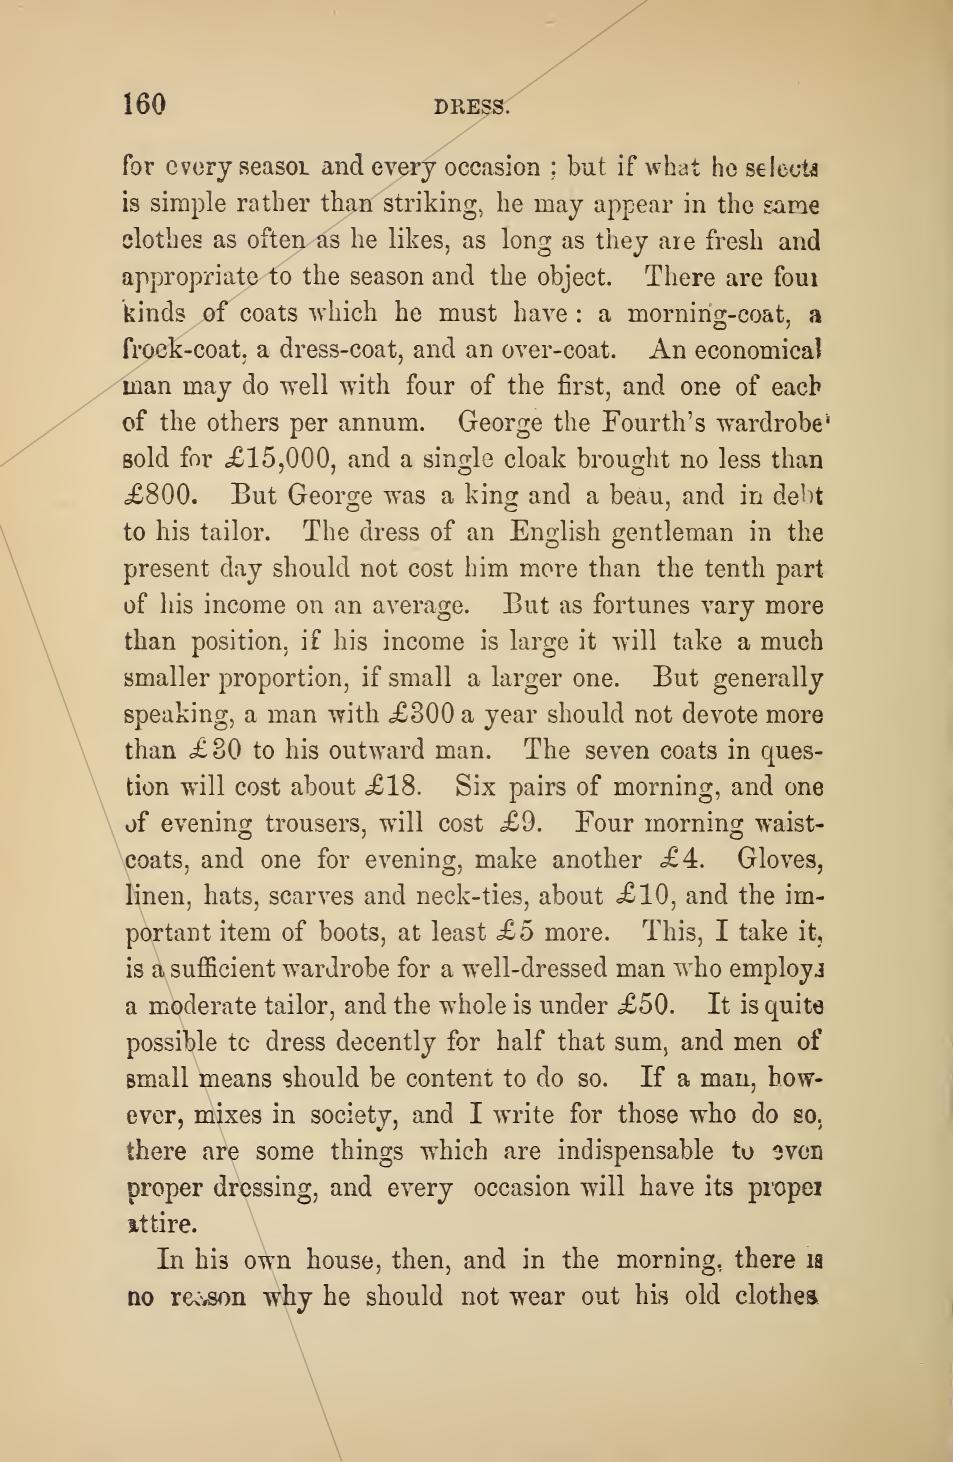 160 DRESS.
for every season and every occasion ; but if what he selects
is simple rather than striking, he may appear in the same
clothes as often as he likes, as long as they are fresh and
appropriate to the season and the object. There are four
kinds of coats which he must have : a morning-coat, a
frock-coat, a dress-coat, and an over-coat. An economical
man may do well with four of the first, and one of each
of the others per annum. George the Fourth's wardrobe
sold for £15,000, and a single cloak brought no less than
£800. But George was a king and a beau, and in debt
to his tailor. The dress of an English gentleman in the
present day should not cost him more than the tenth part
of his income on an average. But as fortunes vary more
than position, if his income is large it will take a much
smaller proportion, if small a larger one. But generally
speaking, a man with £300 a year should not devote more
than £30 to his outward man. The seven coats in ques-
tion will cost about £18. Six pairs of morning, and one
of evening trousers, will cost £9. Four morning waist-
coats, and one for evening, make another £4. Gloves,
linen, hats, scarves and neck-ties, about £10, and the im-
portant item of boots, at least £5 more. This, I take it,
is a sufficient wardrobe for a well-dressed man who employs
a moderate tailor, and the whole is under £50. It is quite
possible to dress decently for half that sum, and men of
small means should be content to do so. If a man, how-
ever, mixes in society, and I write for those who do so,
there are some things which are indispensable to even
proper dressing, and every occasion will have its proper
attire.
In his own house, then, and in the morning, there is
no reason why he should not wear out his old clothes